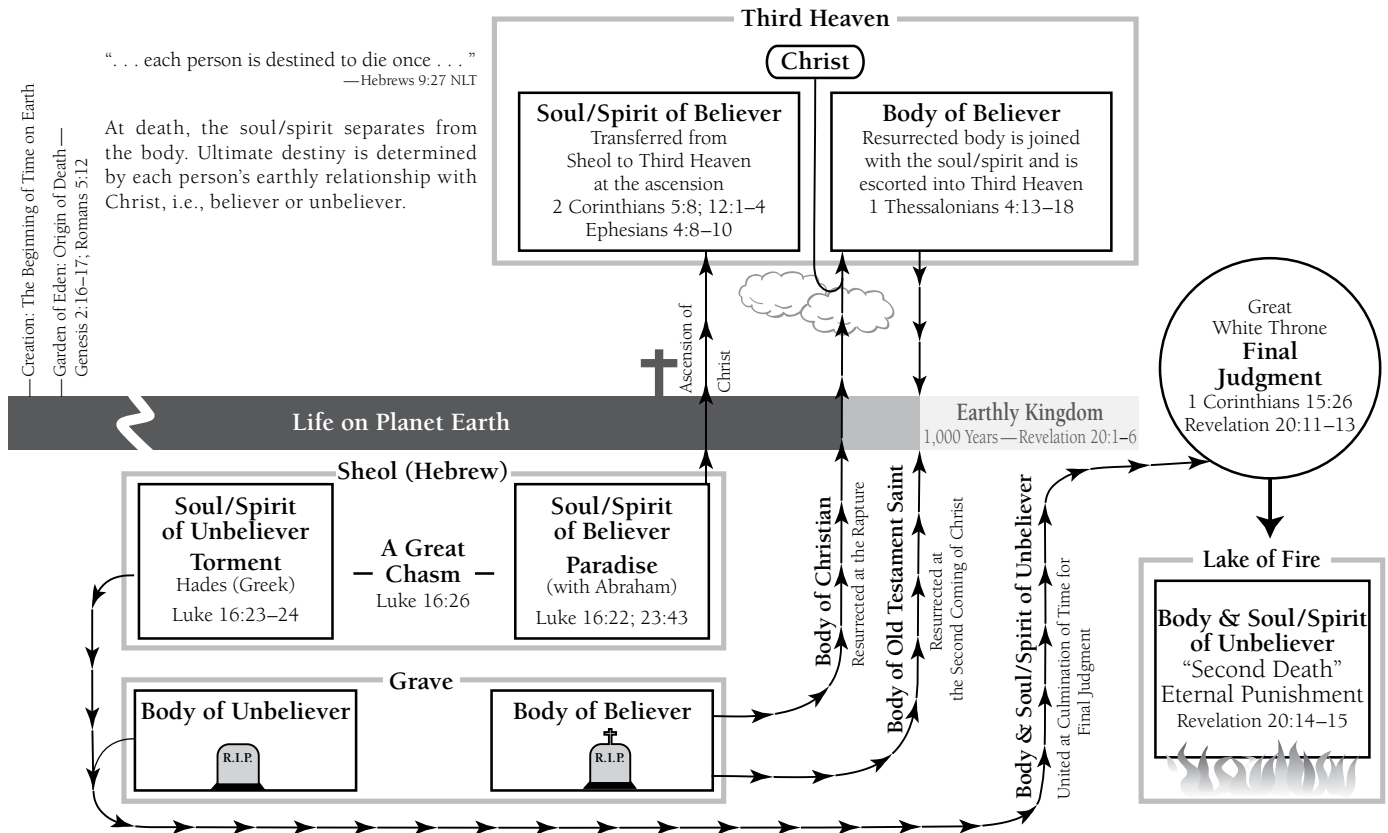 Third Heaven
Christ
Soul/Spirit of Believer
Transferred from
Sheol to Third Heaven
at the ascension
2 Corinthians 5:8; 12:1–4
Ephesians 4:8–10
Body of Believer
Resurrected body is joined
with the soul/spirit and is
escorted into Third Heaven
1 Thessalonians 4:13–18
“. . . each person is destined to die once . . . ”
—Hebrews 9:27 NLT
At death, the soul/spirit separates from
the body. Ultimate destiny is determined
by each person’s earthly relationship with
Christ, i.e., believer or unbeliever.
Creation: The Beginning of Time on Earth
Garden of Eden: Origin of Death—
Genesis 2:16–17; Romans 5:12
Ascension of
Christ
Life on Planet Earth
Earthly Kingdom
1,000 Years—Revelation 20:1–6
Great
White Throne
Final
Judgment
1 Corinthians 15:26
Revelation 20:11–13
Sheol (Hebrew)
Soul/Spirit
of Unbeliever
Torment
Hades (Greek)
Luke 16:23–24
A Great
Chasm
Luke 16:26
Soul/Spirit
of Believer
Paradise
(with Abraham)
Luke 16:22; 23:43
Grave
Body of Unbeliever
R.I.P.
Body of Believer
R.I.P.
Body of Christian
Resurrected at the Rapture
Body of Old Testament Saint
Resurrected at
the Second Coming of Christ
Body & Soul/Spirit of Unbeliever
United at Culmination of Time for
Final Judgment
Lake of Fire
Body & Soul/Spirit
of Unbeliever
“Second Death”
Eternal Punishment
Revelation 20:14–15